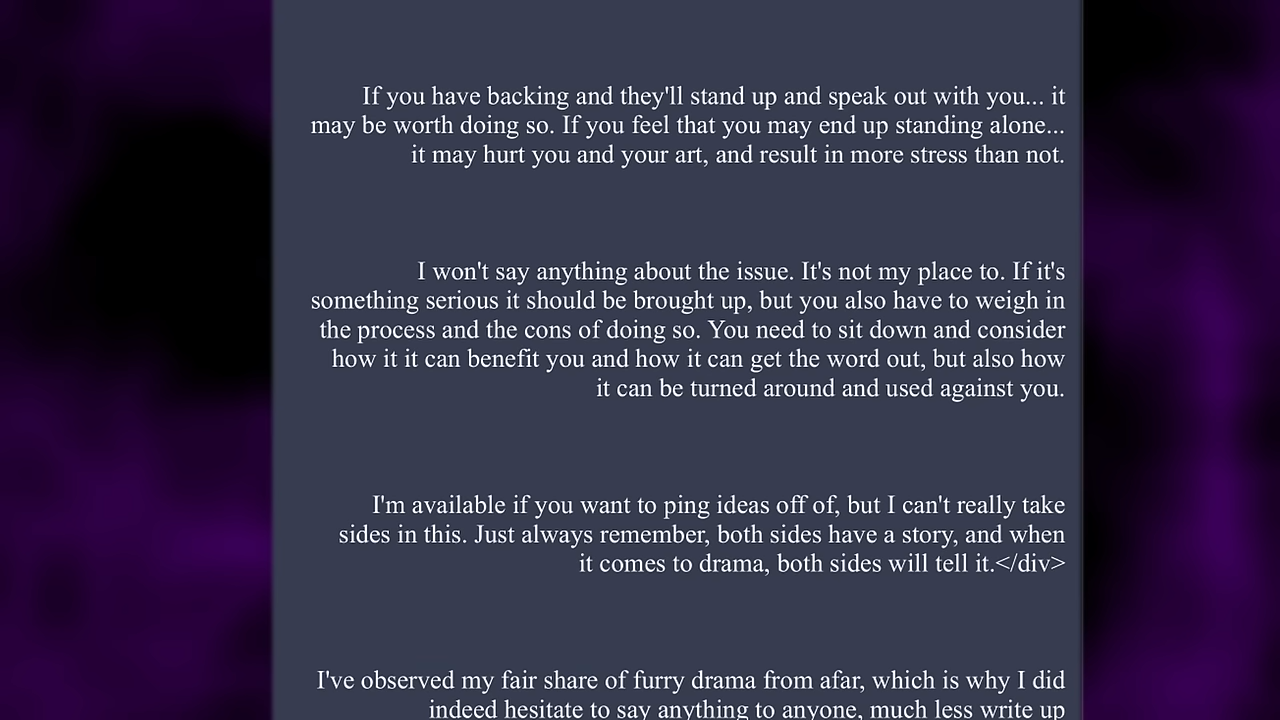 If you have backing and they'll stand up and speak out with you... it
may be worth doing so. If you feel that you may end up standing alone...
it may hurt you and your art, and result in more stress than not.
I won't say anything about the issue. It's not my place to. If it's
something serious it should be brought up, but you also have to weigh in
the process and the cons of doing so. You need to sit down and consider
how it it can benefit you and how it can get the word out, but also how
it can be turned around and used against you.
I'm available if you want to ping ideas off of, but I can't really take
sides in this. Just always remember, both sides have a story, and when
it comes to drama, both sides will tell it.</div>
I've observed my fair share of furry drama from afar, which is why I did
indeed hesitate to say anything to anyone, much less write up